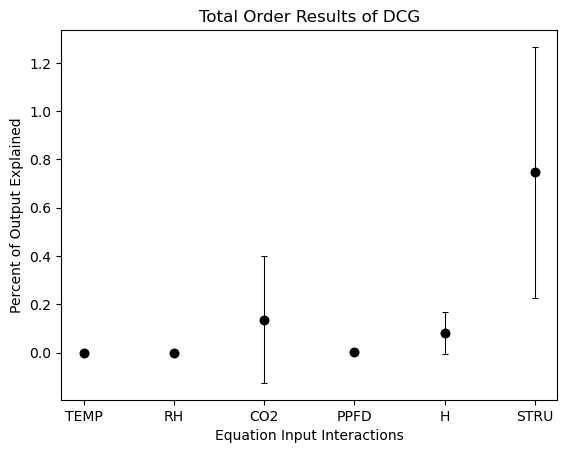 Total Order Results of DCG
Percent of Output Explained
1.2
1.0
0.8
0.6
0.4
0.2
0.0
TEMP RH CO2 PPFD H STRU
Equation Input Interactions